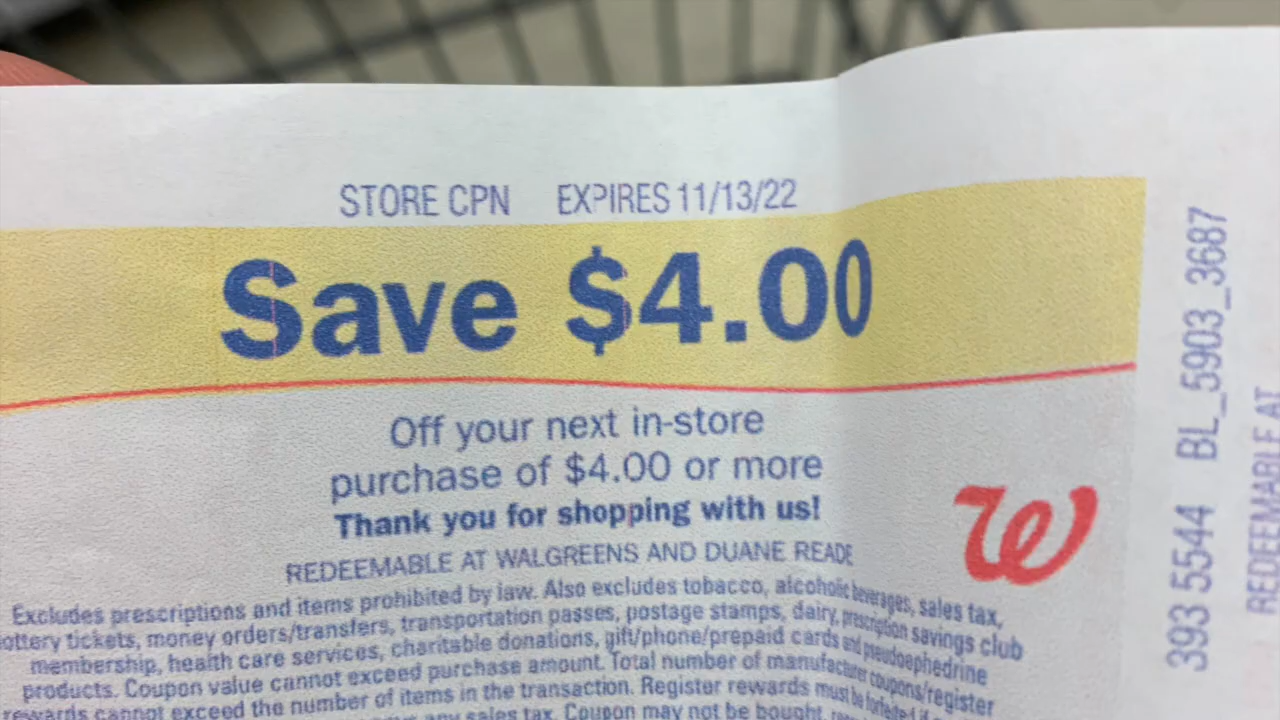 STORE CPN EXPIRES 11/13/22
Save $4.00
Off your next in-store
purchase of $4.00 or more
Thank you for shopping with us!
REDEEMABLE AT WALGREENS AND DUANE READE
Excludes prescriptions and items prohibited by law. Also excludes tobacco, alcoholic beverages, sales tax,
lottery tickets, money orders/transfers, transportation passes, postage stamps, dairy, prescription savings club
membership, health care services, charitable donations, gift/phone/prepaid cards and pseudoephedrine
products. Coupon value cannot exceed purchase amount. Total number of manufacturer coupons/register
rewards cannot exceed the number of items in the transaction. Register rewards must be forfeited if
any sales tax. Coupon may not be bought,
W
393 5544 BL_5903_3687
REDEEMABLE AT